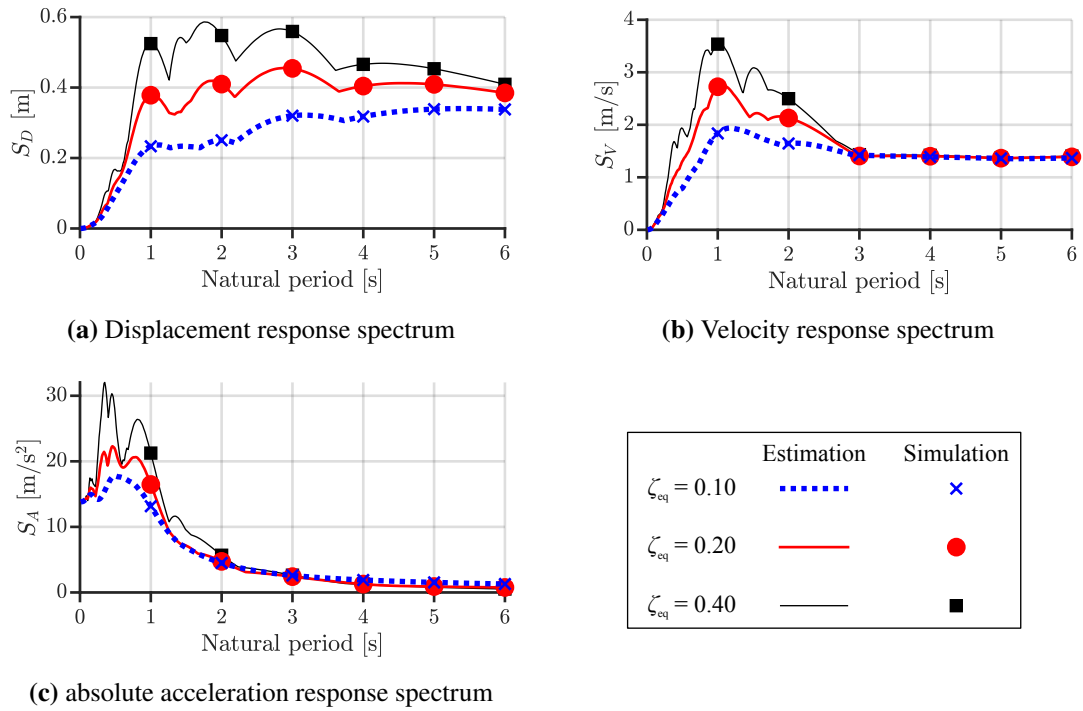 0.6
0.4
0.2
0
S_D [m]
0 1 2 3 4 5 6
Natural period [s]
(a) Displacement response spectrum
4
3
2
1
0
S_V [m/s]
0 1 2 3 4 5 6
Natural period [s]
(b) Velocity response spectrum
30
20
10
0
S_A [m/s²]
0 1 2 3 4 5 6
Natural period [s]
(c) absolute acceleration response spectrum
Estimation Simulation
ζeq = 0.10
ζeq = 0.20
ζeq = 0.40